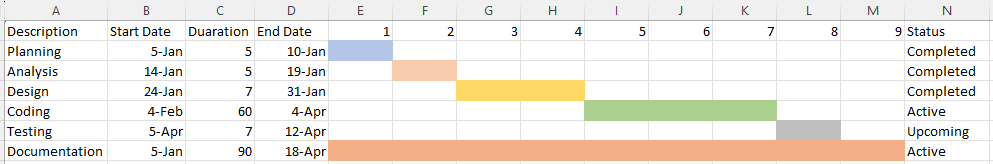 A B C D E F G H I J K L M N
Description Start Date Duaration End Date 1 2 3 4 5 6 7 8 9 Status
Planning 5-Jan 5 10-Jan Completed
Analysis 14-Jan 5 19-Jan Completed
Design 24-Jan 7 31-Jan Completed
Coding 4-Feb 60 4-Apr Active
Testing 5-Apr 7 12-Apr Upcoming
Documentation 5-Jan 90 18-Apr Active